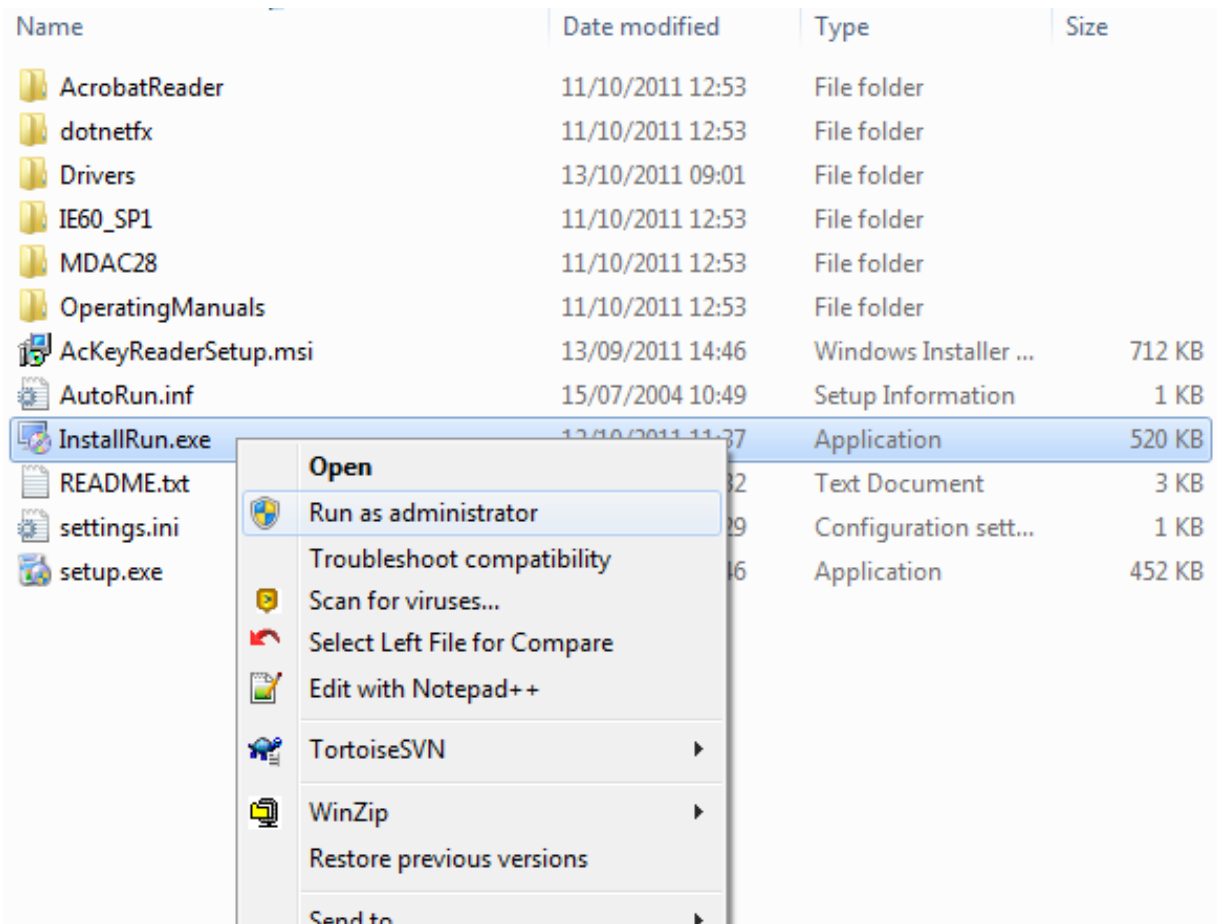 Name Date modified Type Size
AcrobatReader 11/10/2011 12:53 File folder
dotnetfx 11/10/2011 12:53 File folder
Drivers 13/10/2011 09:01 File folder
IE60_SP1 11/10/2011 12:53 File folder
MDAC28 11/10/2011 12:53 File folder
OperatingManuals 11/10/2011 12:53 File folder
AcKeyReaderSetup.msi 13/09/2011 14:46 Windows Installer ... 712 KB
AutoRun.inf 15/07/2004 10:49 Setup Information 1 KB
InstallRun.exe Application 520 KB
README.txt Text Document 3 KB
settings.ini Configuration sett... 1 KB
setup.exe Application 452 KB
Open
Run as administrator
Troubleshoot compatibility
Scan for viruses...
Select Left File for Compare
Edit with Notepad++
TortoiseSVN
WinZip
Restore previous versions
Send to